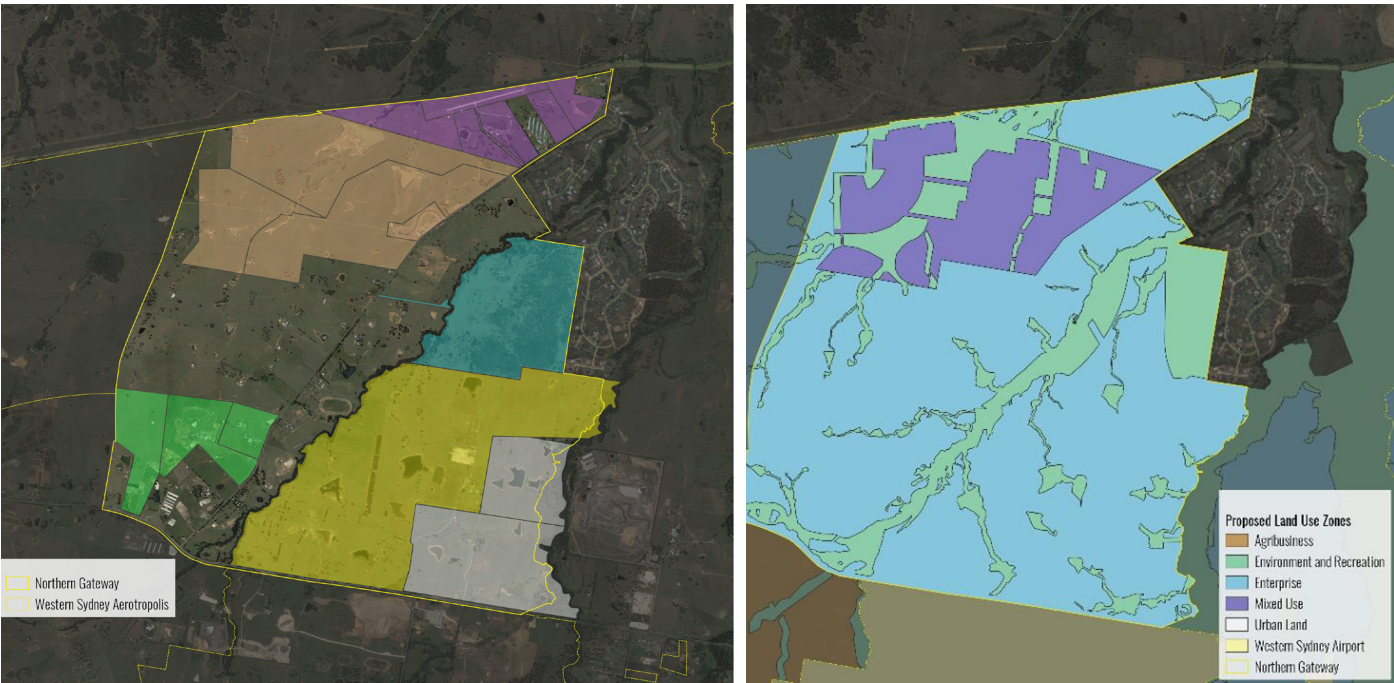 Northern Gateway
Western Sydney Aerotropolis
Proposed Land Use Zones
Agribusiness
Environment and Recreation
Enterprise
Mixed Use
Urban Land
Western Sydney Airport
Northern Gateway